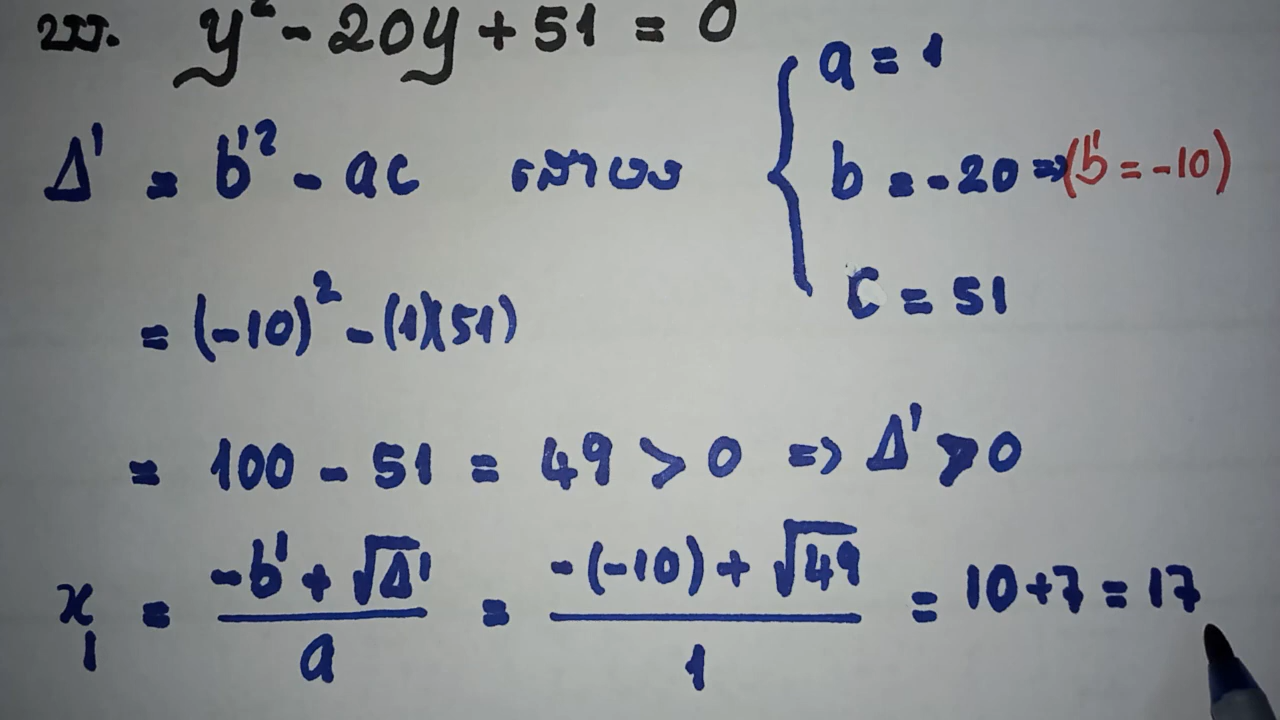 y² - 20y + 51 = 0
a = 1
Δ' = b'² - ac
b = -20 ⇒ (b' = -10)
c = 51
= (-10)² - (1)(51)
= 100 - 51 = 49 > 0 ⇒ Δ' > 0
x₁ = (-b' + √Δ')/a = (-(-10) + √49)/1 = 10 + 7 = 17